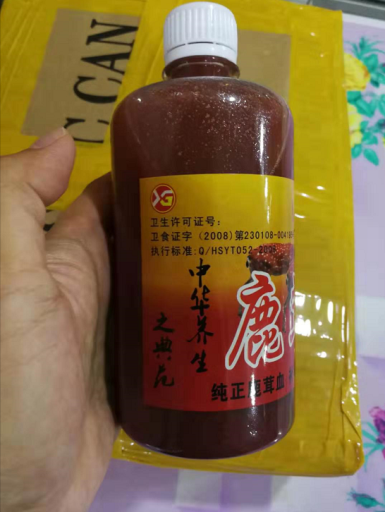 C CAN
XG
卫生许可证号:
卫食证字 (2008) 第230108-0041
执行标准: Q/HSYT052-200
中华养生
之典范
鹿
纯正鹿茸血